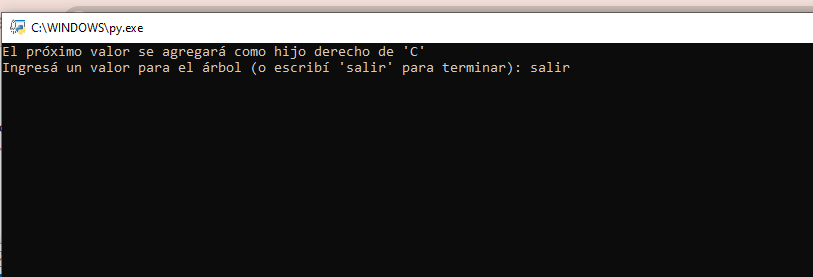 C:\WINDOWS\py.exe
El próximo valor se agregará como hijo derecho de 'C'
Ingresá un valor para el árbol (o escribí 'salir' para terminar): salir